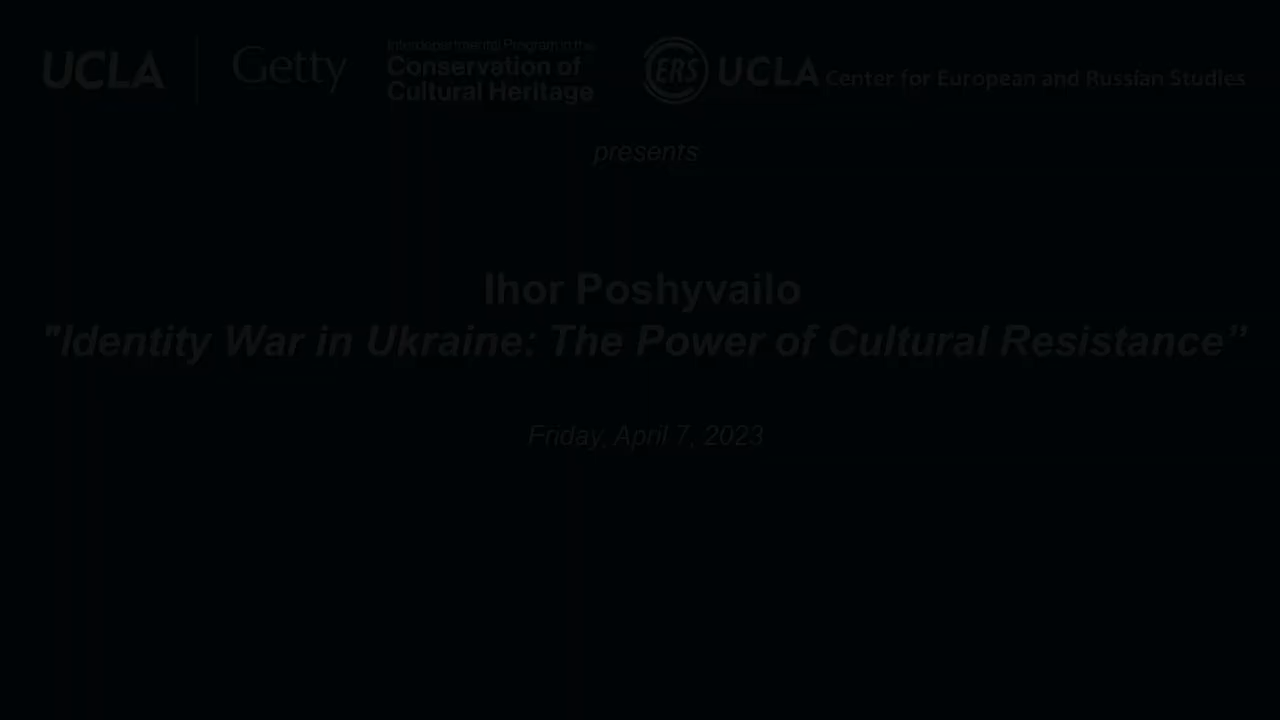 UCLA Getty Interdepartmental Program in the
Conservation of
Cultural Heritage
ERS UCLA Center for European and Russian Studies
presents
Ihor Poshyvailo
"Identity War in Ukraine: The Power of Cultural Resistance”
Friday, April 7, 2023